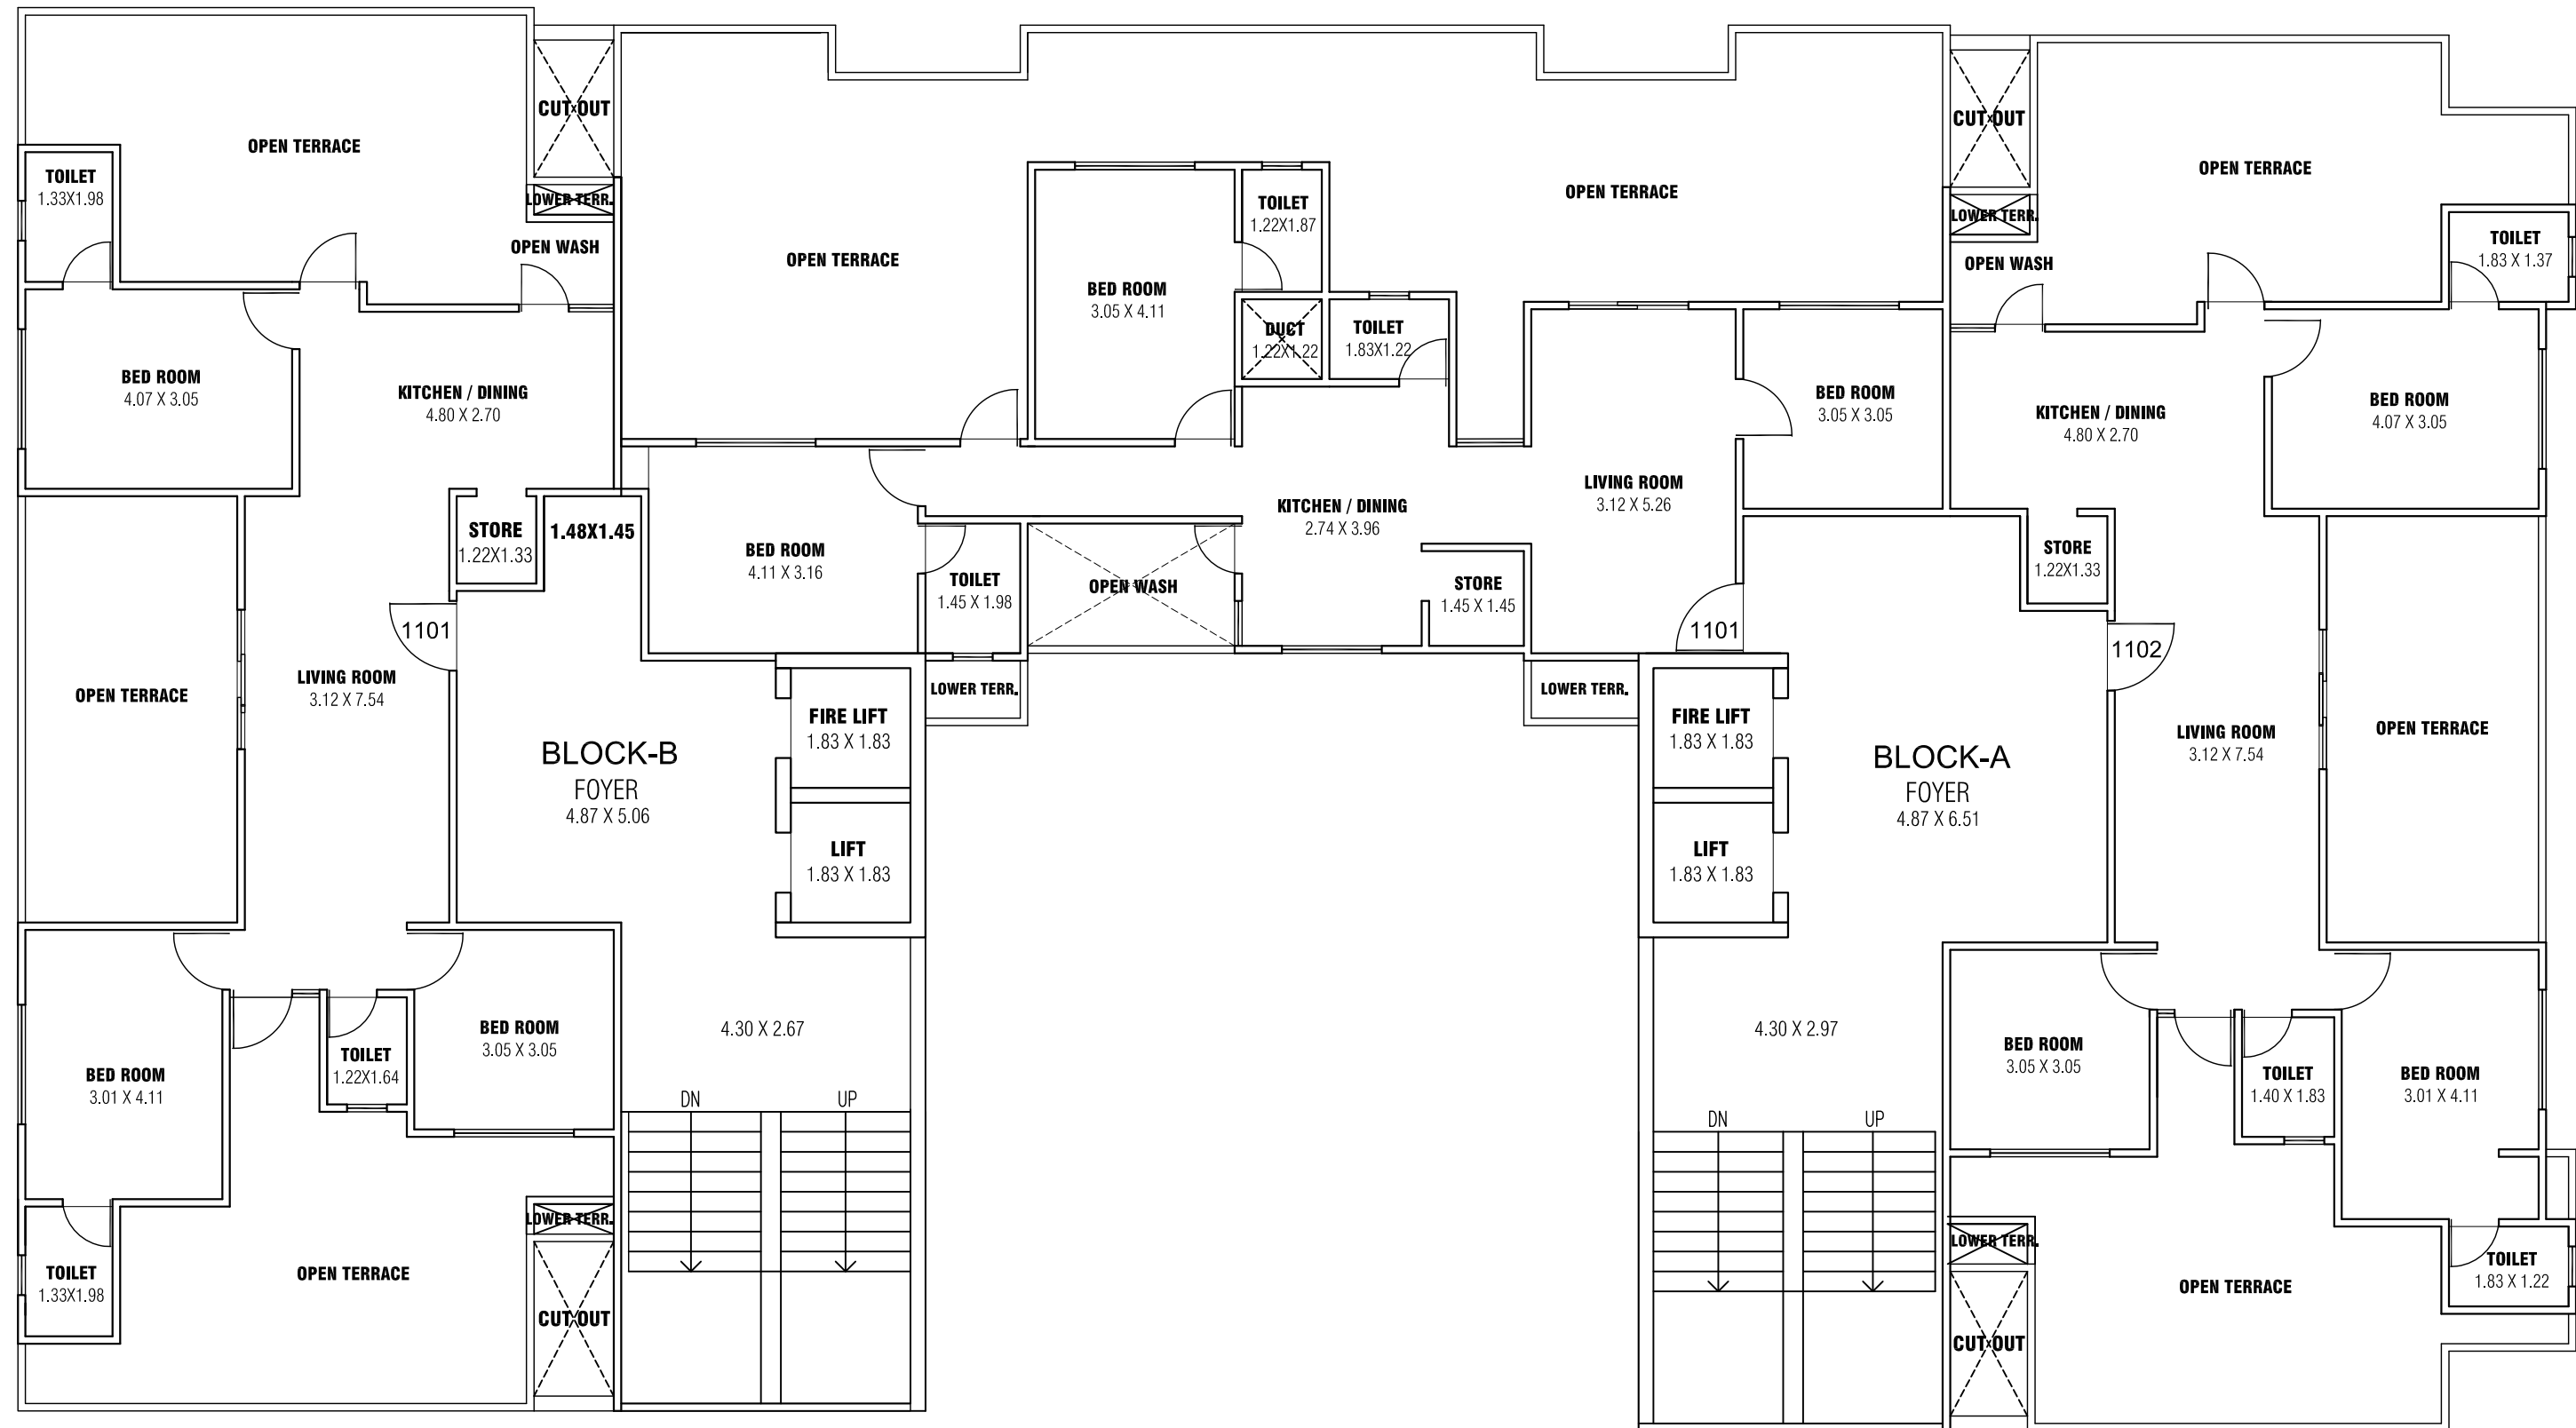 OPEN TERRACE
TOILET
1.33X1.98
CUT OUT
LOWER TERR.
OPEN WASH
BED ROOM
4.07 X 3.05
KITCHEN / DINING
4.80 X 2.70
STORE
1.22X1.33
1.48X1.45
1101
LIVING ROOM
3.12 X 7.54
OPEN TERRACE
BLOCK-B
FOYER
4.87 X 5.06
FIRE LIFT
1.83 X 1.83
LIFT
1.83 X 1.83
4.30 X 2.67
DN
UP
BED ROOM
3.01 X 4.11
TOILET
1.22X1.64
BED ROOM
3.05 X 3.05
TOILET
1.33X1.98
OPEN TERRACE
LOWER TERR.
CUT OUT
OPEN TERRACE
BED ROOM
3.05 X 4.11
TOILET
1.22X1.87
OPEN TERRACE
DUCT
1.22X1.22
TOILET
1.83X1.22
BED ROOM
4.11 X 3.16
TOILET
1.45 X 1.98
OPEN WASH
KITCHEN / DINING
2.74 X 3.96
STORE
1.45 X 1.45
LIVING ROOM
3.12 X 5.26
BED ROOM
3.05 X 3.05
1101
LOWER TERR.
LOWER TERR.
FIRE LIFT
1.83 X 1.83
LIFT
1.83 X 1.83
BLOCK-A
FOYER
4.87 X 6.51
4.30 X 2.97
DN
UP
CUT OUT
LOWER TERR.
OPEN WASH
OPEN TERRACE
TOILET
1.83 X 1.37
KITCHEN / DINING
4.80 X 2.70
BED ROOM
4.07 X 3.05
STORE
1.22X1.33
1102
LIVING ROOM
3.12 X 7.54
OPEN TERRACE
BED ROOM
3.05 X 3.05
TOILET
1.40 X 1.83
BED ROOM
3.01 X 4.11
TOILET
1.83 X 1.22
LOWER TERR.
CUT OUT
OPEN TERRACE